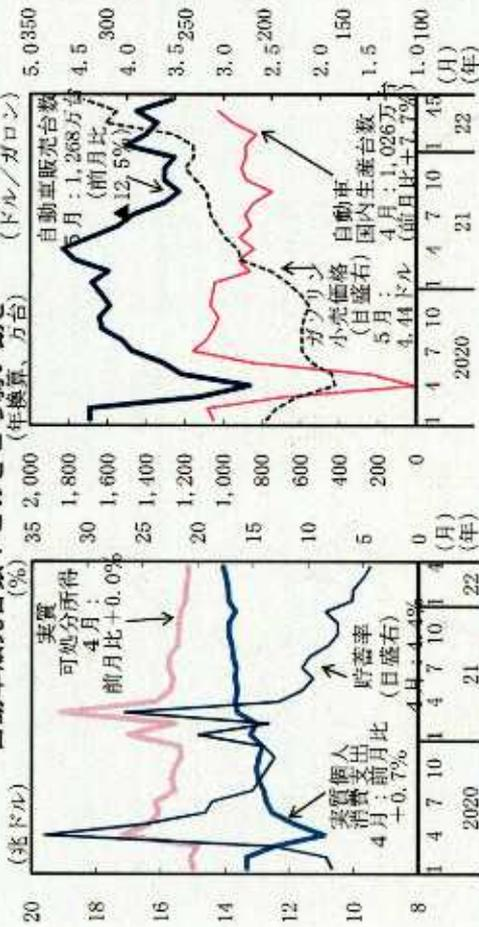 (兆ドル)
(%)
20
18
16
14
12
10
8
35
30
25
20
15
10
5
0
実質
可処分所得
4月:
前月比+0.0%
実質個人
消費支出
4月:前月比
+0.7%
貯蓄率
(目盛右)
4月:4.4%
1 4 7 10 1 4 7 10 1 4 (月)
2020 21 22 (年)
(年換算、万台)
(ドル/ガロン)
2,000
1,800
1,600
1,400
1,200
1,000
800
600
400
200
0
5.0 350
4.5 300
4.0
3.5 250
3.0
2.5 200
2.0 150
1.5
1.0 100
自動車販売台数
5月:1,268万台
(前月比
▲12.5%)
ガソリン
小売価格
(目盛右)
5月:
4.44ドル
自動車
国内生産台数
4月:1,026万台
(前月比+7.7%)
1 4 7 10 1 4 7 10 1 45 (月)
2020 21 22 (年)